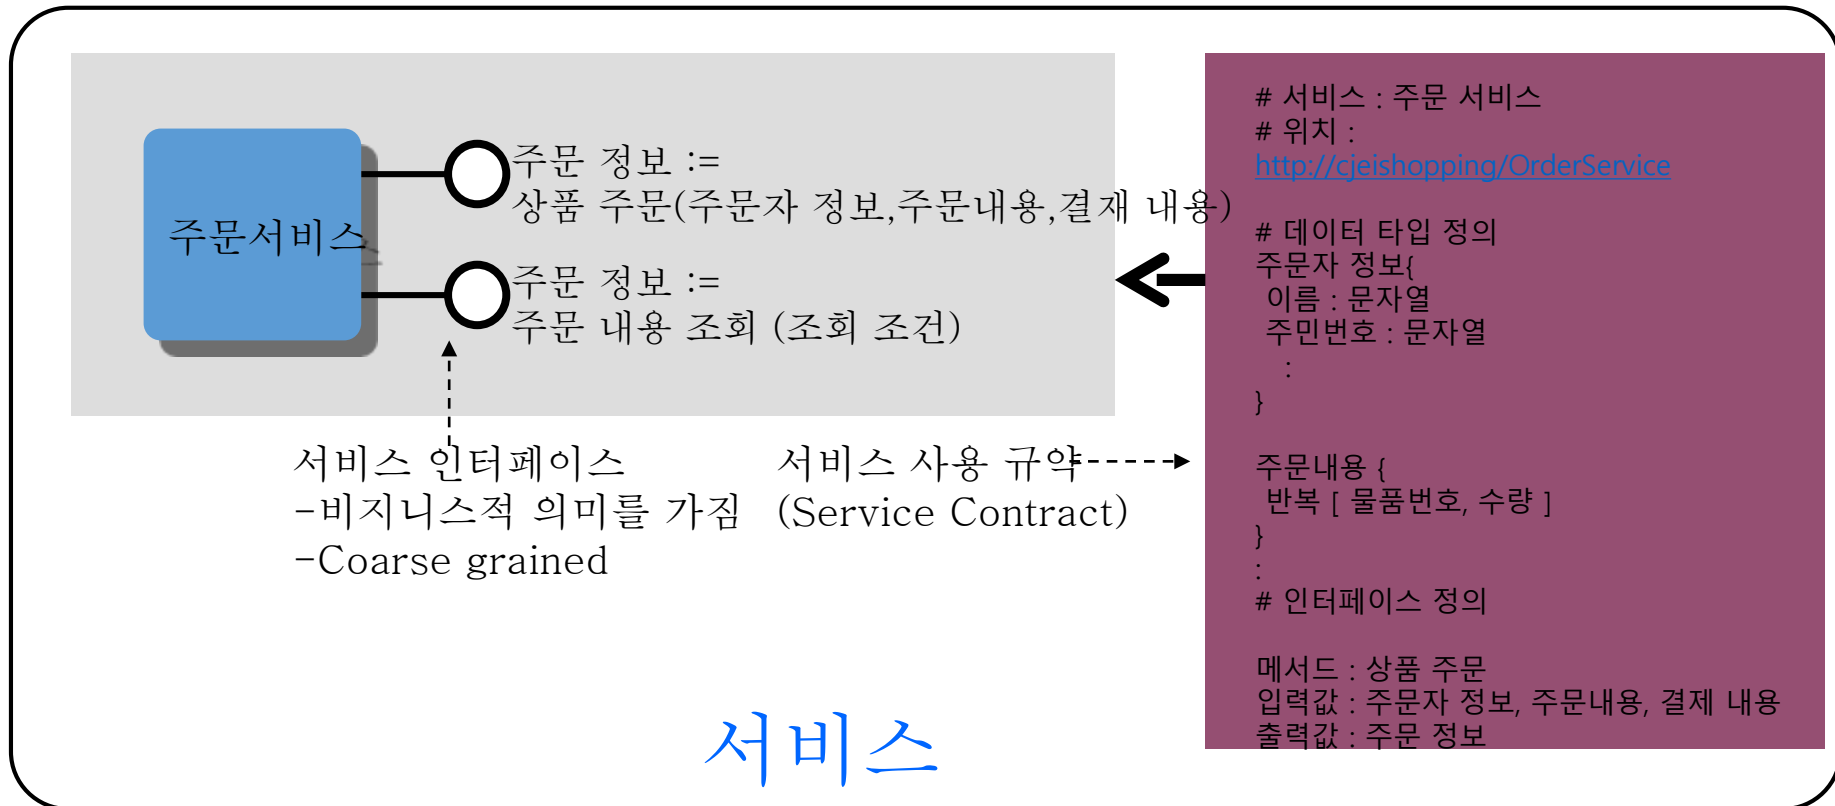 주문서비스
주문 정보 :=
상품 주문(주문자 정보,주문내용,결재 내용)
주문 정보 :=
주문 내용 조회 (조회 조건)
서비스 인터페이스
-비지니스적 의미를 가짐
-Coarse grained
서비스 사용 규약
(Service Contract)
# 서비스 : 주문 서비스
# 위치 :
http://cjeishopping/OrderService
# 데이터 타입 정의
주문자 정보{
이름 : 문자열
주민번호 : 문자열
:
}
주문내용 {
반복 [ 물품번호, 수량 ]
}
:
# 인터페이스 정의
메서드 : 상품 주문
입력값 : 주문자 정보, 주문내용, 결제 내용
출력값 : 주문 정보
서비스